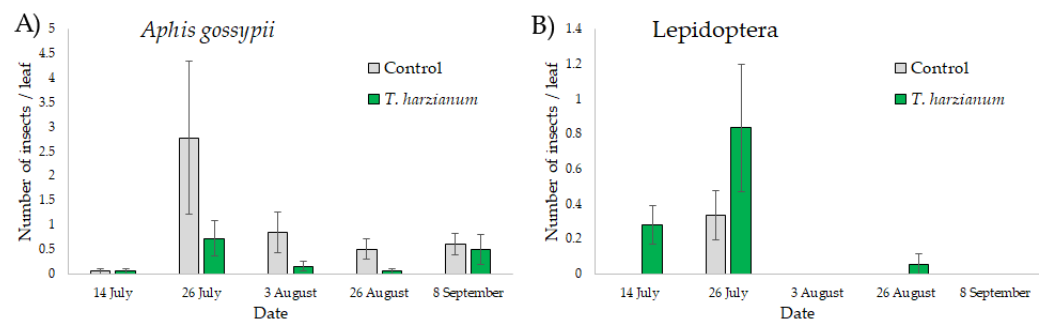 A)
Aphis gossypii
Number of insects / leaf
5
4.5
4
3.5
3
2.5
2
1.5
1
0.5
0
Control
T. harzianum
14 July
26 July
3 August
26 August
8 September
Date
B)
Lepidoptera
Number of insects / leaf
1.4
1.2
1
0.8
0.6
0.4
0.2
0
Control
T. harzianum
14 July
26 July
3 August
26 August
8 September
Date